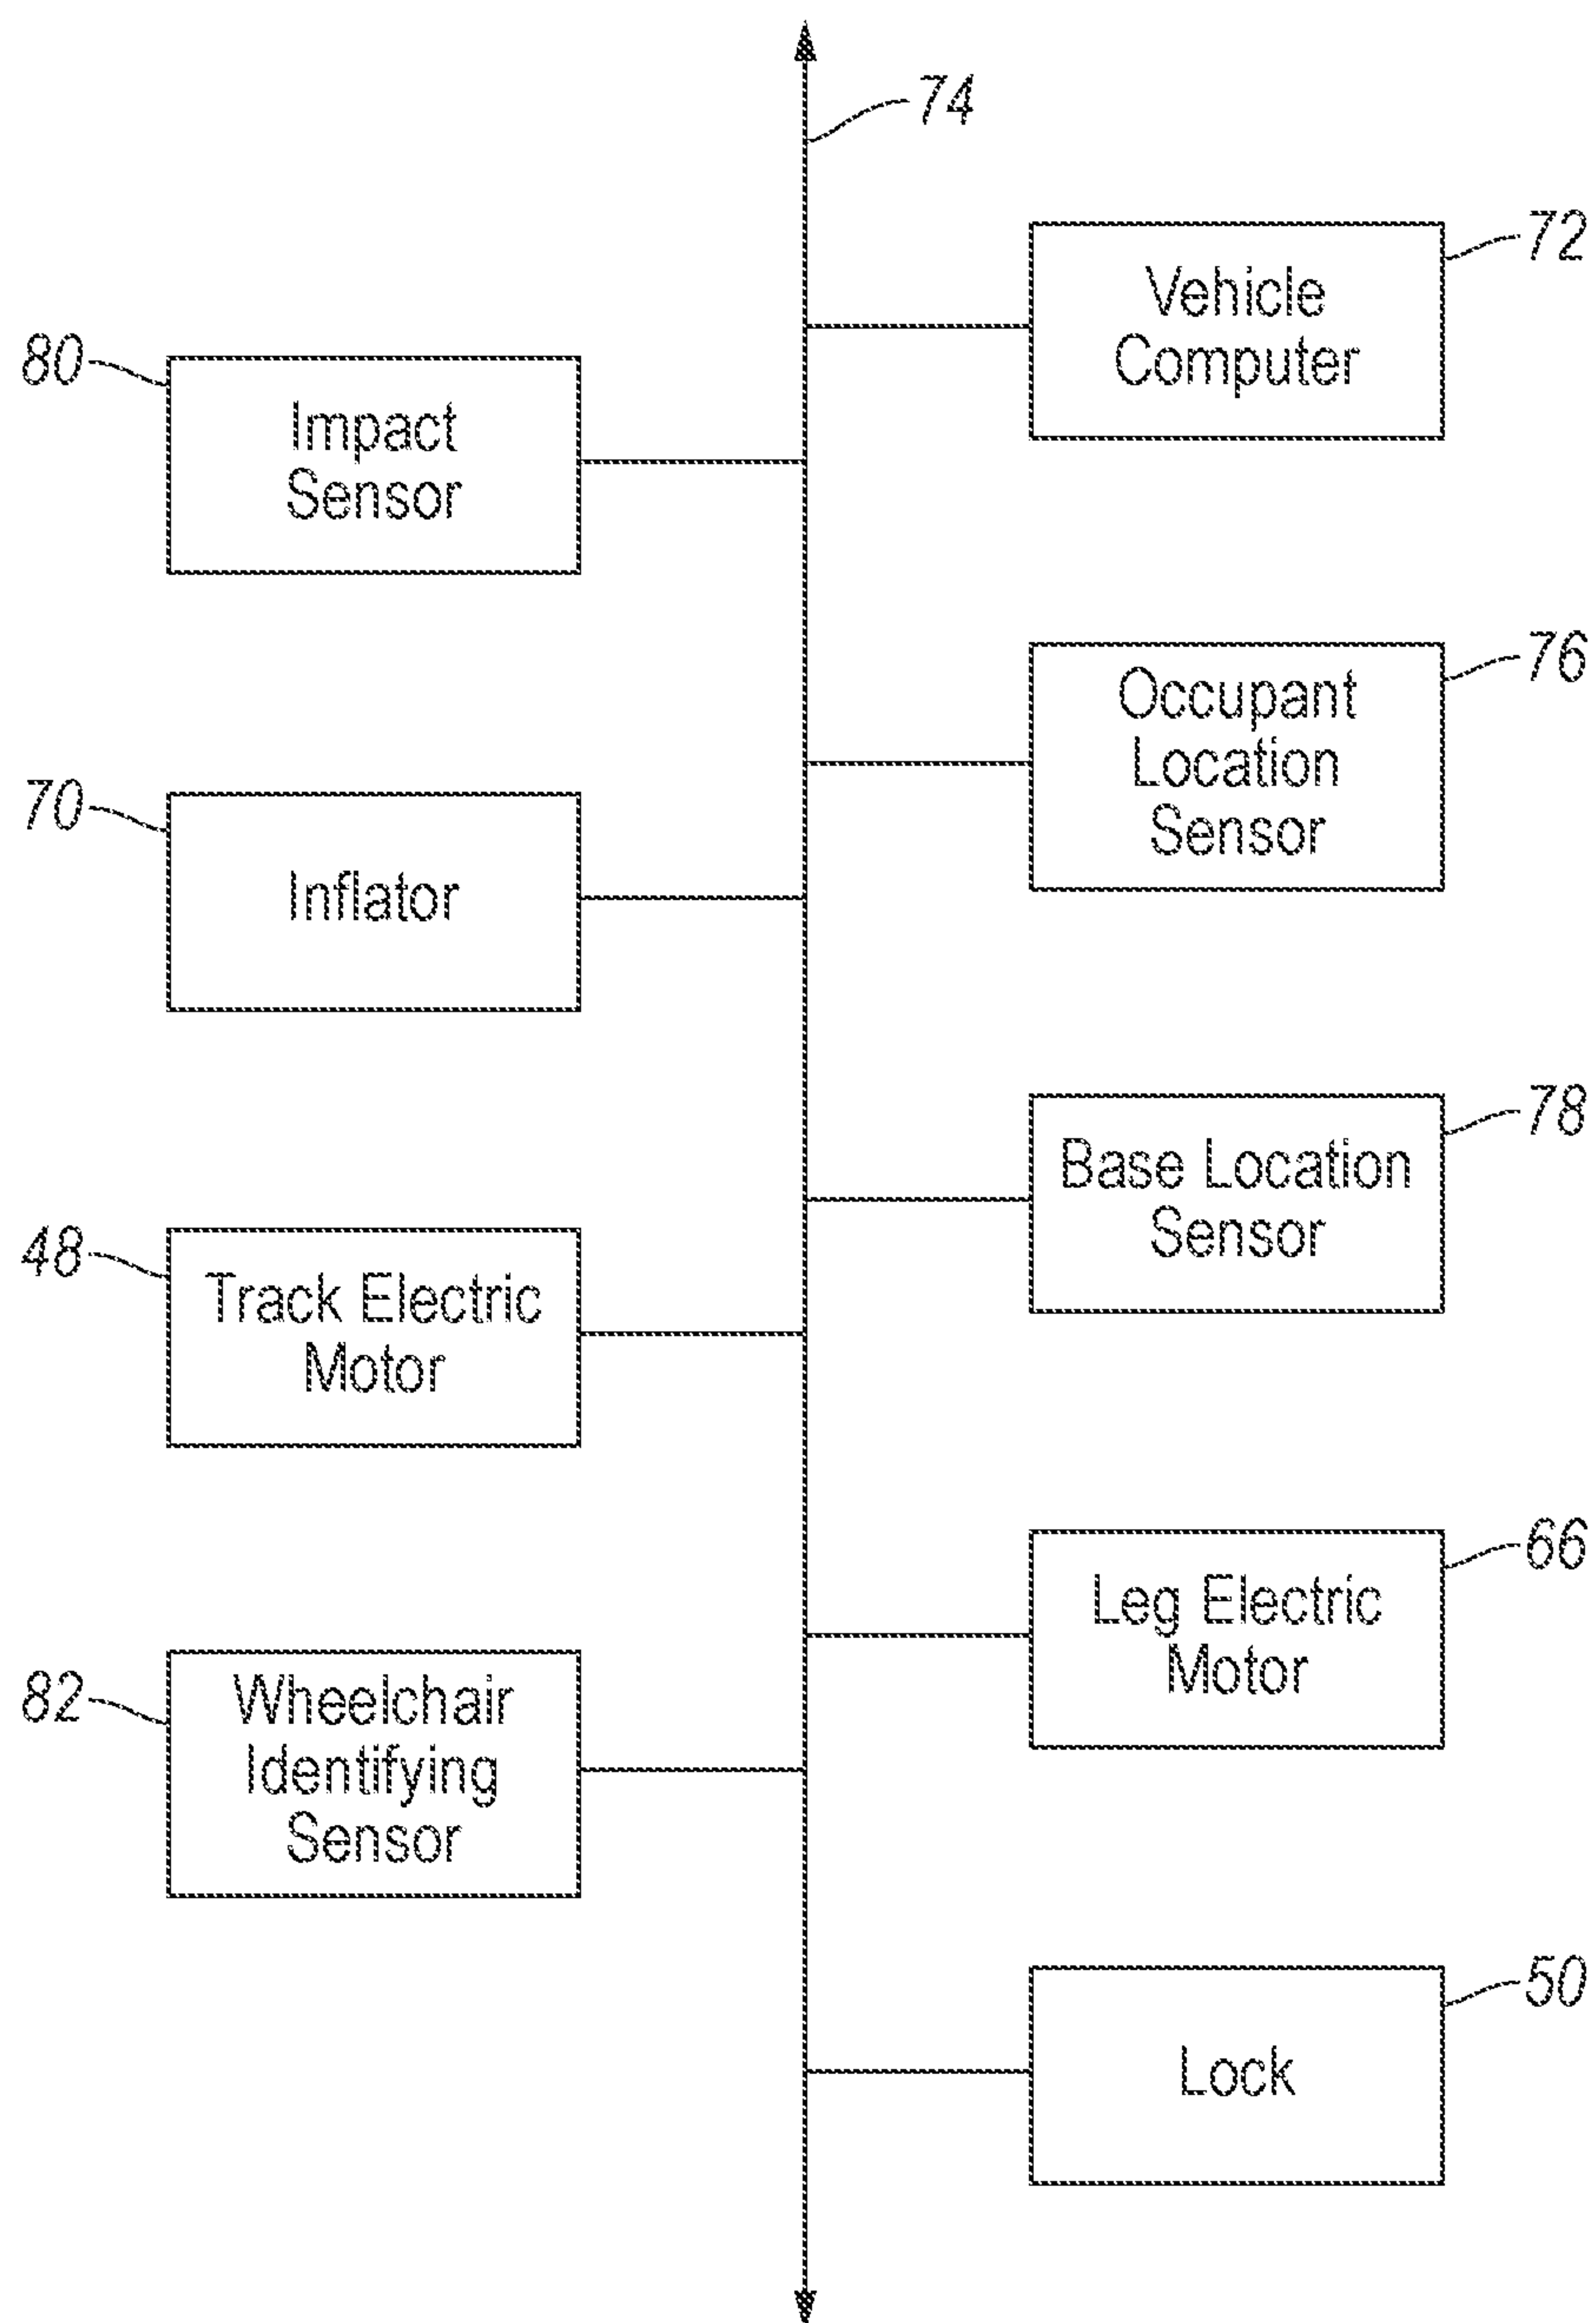 74
72
Vehicle
Computer
80
Impact
Sensor
76
Occupant
Location
Sensor
70
Inflator
78
Base Location
Sensor
48
Track Electric
Motor
66
Leg Electric
Motor
82
Wheelchair
Identifying
Sensor
50
Lock